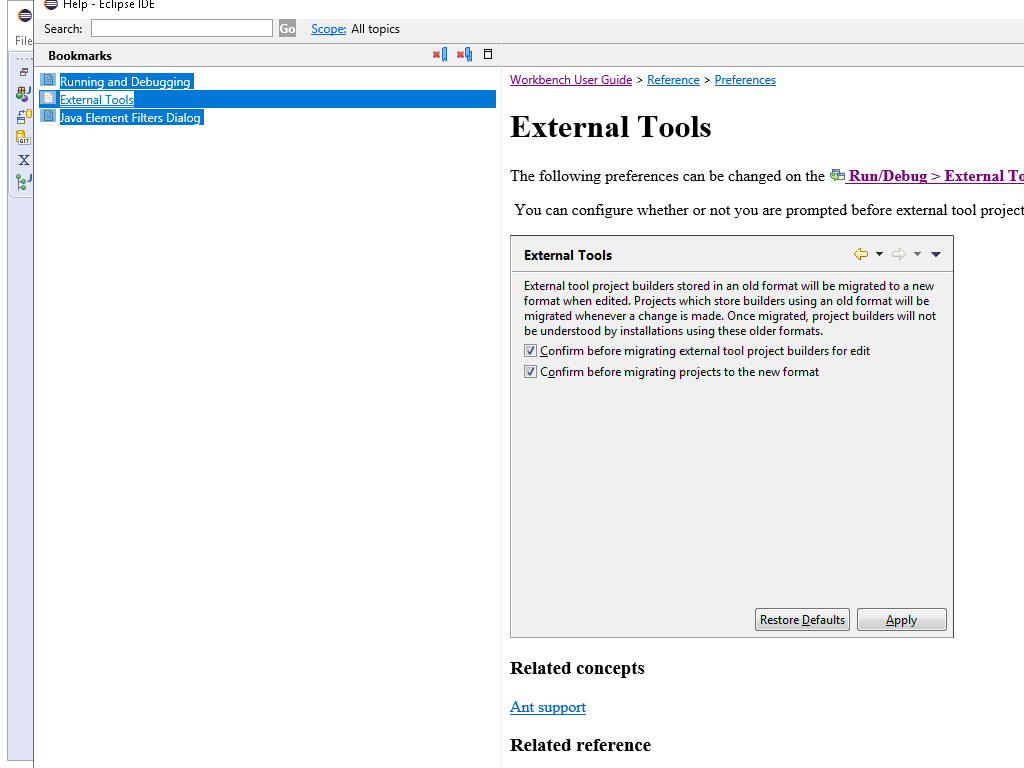 Help - Eclipse IDE
File
Search:
Go
Scope: All topics
Bookmarks
Running and Debugging
External Tools
Java Element Filters Dialog
GIT
Workbench User Guide > Reference > Preferences
External Tools
The following preferences can be changed on the Run/Debug > External To
You can configure whether or not you are prompted before external tool project
External Tools
External tool project builders stored in an old format will be migrated to a new
format when edited. Projects which store builders using an old format will be
migrated whenever a change is made. Once migrated, project builders will not
be understood by installations using these older formats.
Confirm before migrating external tool project builders for edit
Confirm before migrating projects to the new format
Restore Defaults
Apply
Related concepts
Ant support
Related reference